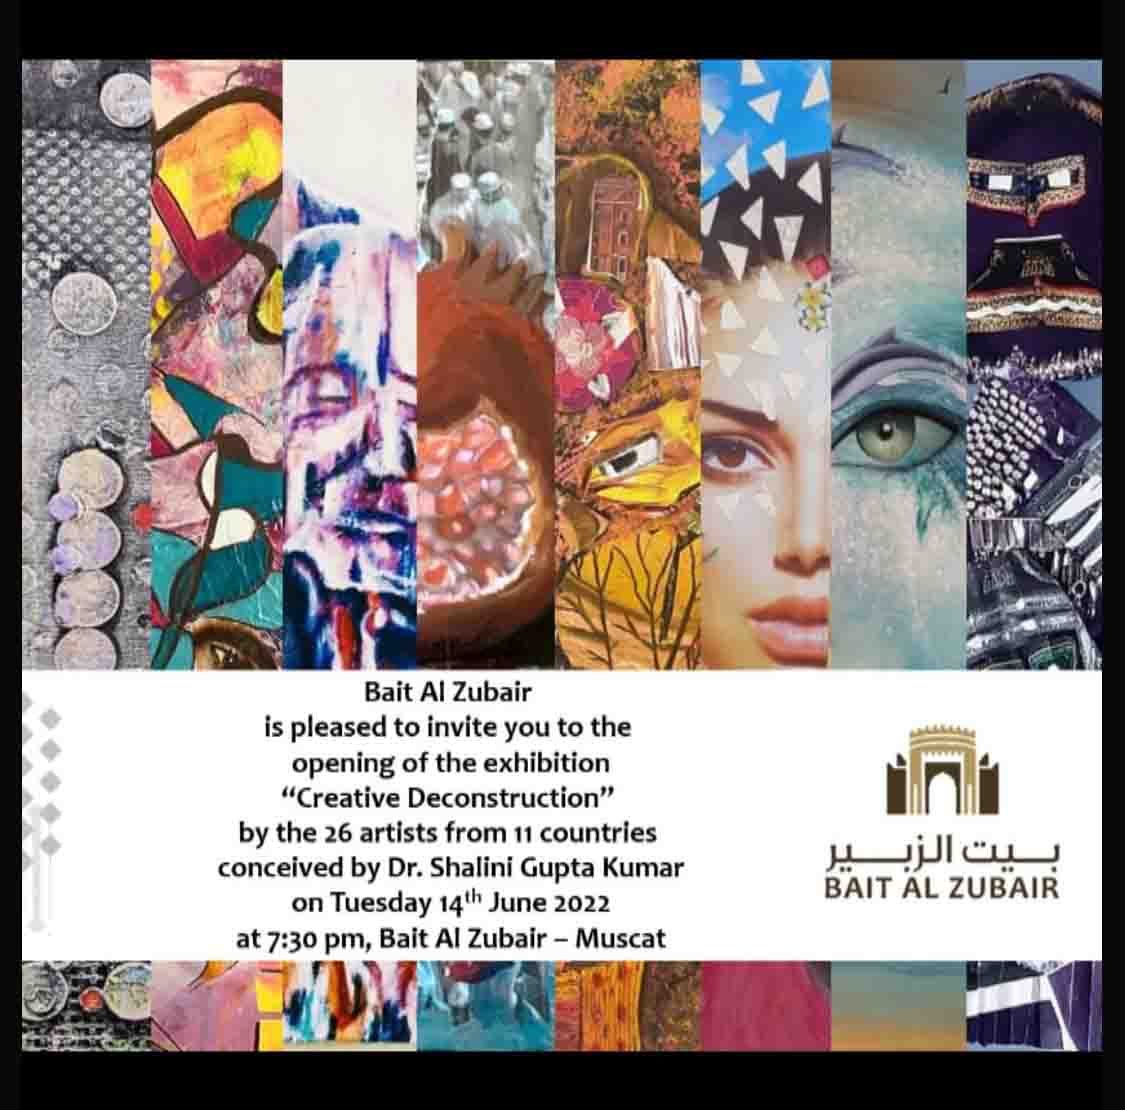 Bait Al Zubair
is pleased to invite you to the
opening of the exhibition
“Creative Deconstruction”
by the 26 artists from 11 countries
conceived by Dr. Shalini Gupta Kumar
on Tuesday 14th June 2022
at 7:30 pm, Bait Al Zubair – Muscat
بيت الزبير
BAIT AL ZUBAIR